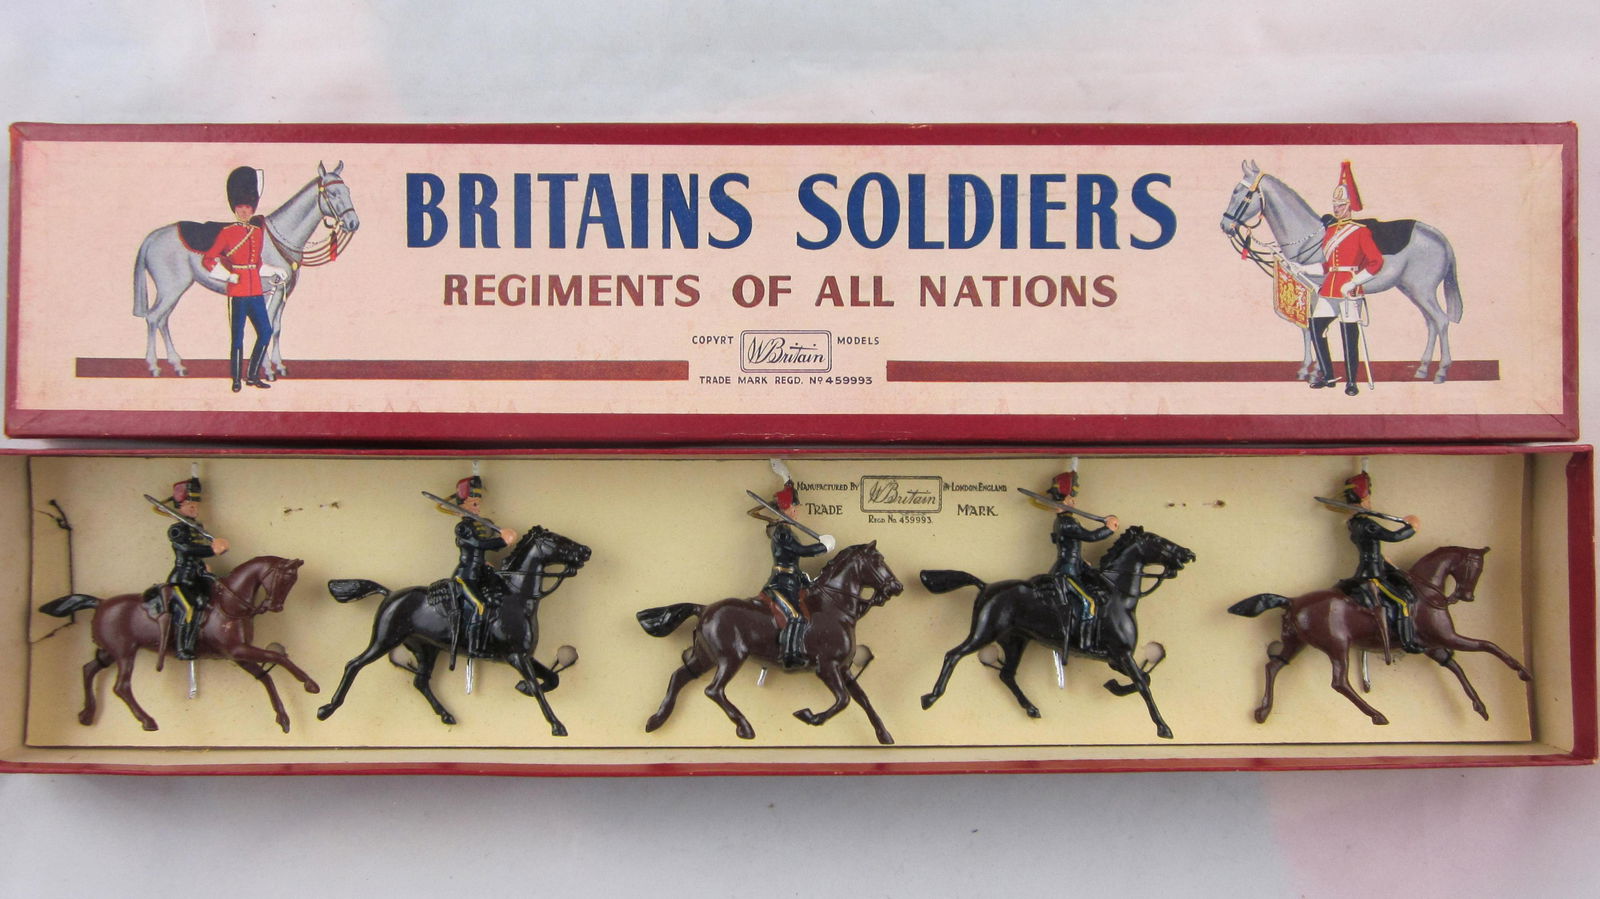 BRITAINS SOLDIERS
REGIMENTS OF ALL NATIONS
COPYRT W Britain MODELS
TRADE MARK REGD. Nº 459993
MANUFACTURED BY W Britain IN LONDON ENGLAND
TRADE MARK.
REGD No. 459993.